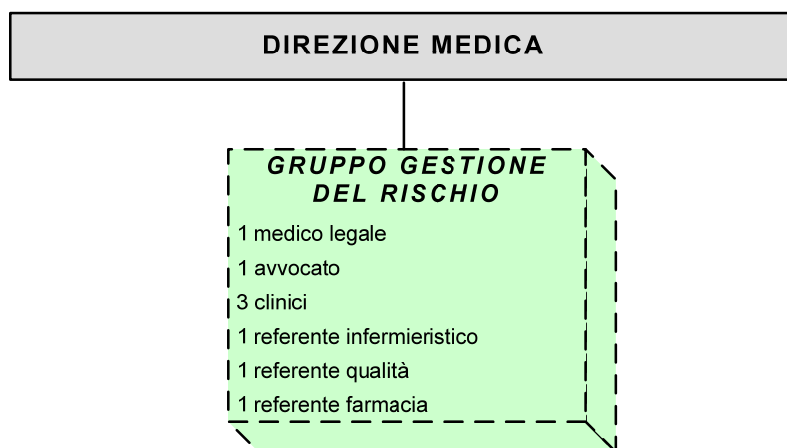 DIREZIONE MEDICA
GRUPPO GESTIONE
DEL RISCHIO
1 medico legale
1 avvocato
3 clinici
1 referente infermieristico
1 referente qualità
1 referente farmacia